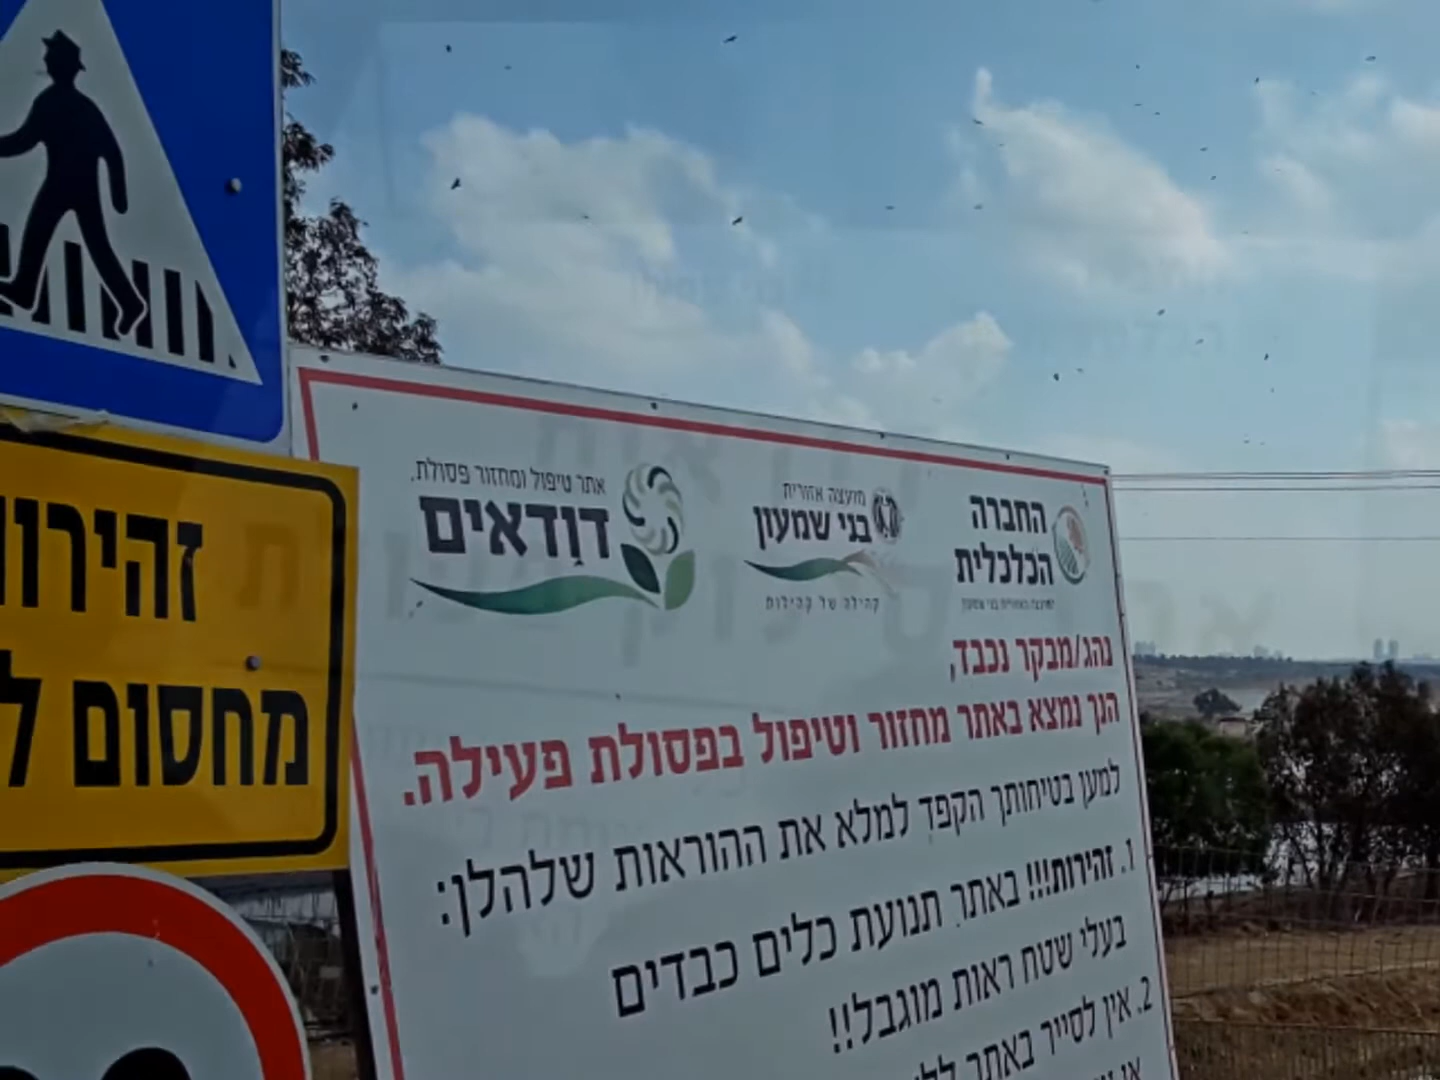 זהירות
מחסום
אתר טיפול ומחזור פסולת.
דודאים
מועצה אזורית
בני שמעון
קהילה של קהילות
החברה
הכלכלית
נהג/מבקר נכבד,
הנך נמצא באתר מחזור וטיפול בפסולת פעילה.
למען בטיחותך הקפד למלא את ההוראות שלהלן:
1. זהירות!!! באתר תנועת כלים כבדים
בעלי שטח ראות מוגבל!!
2. אין לסייר באתר